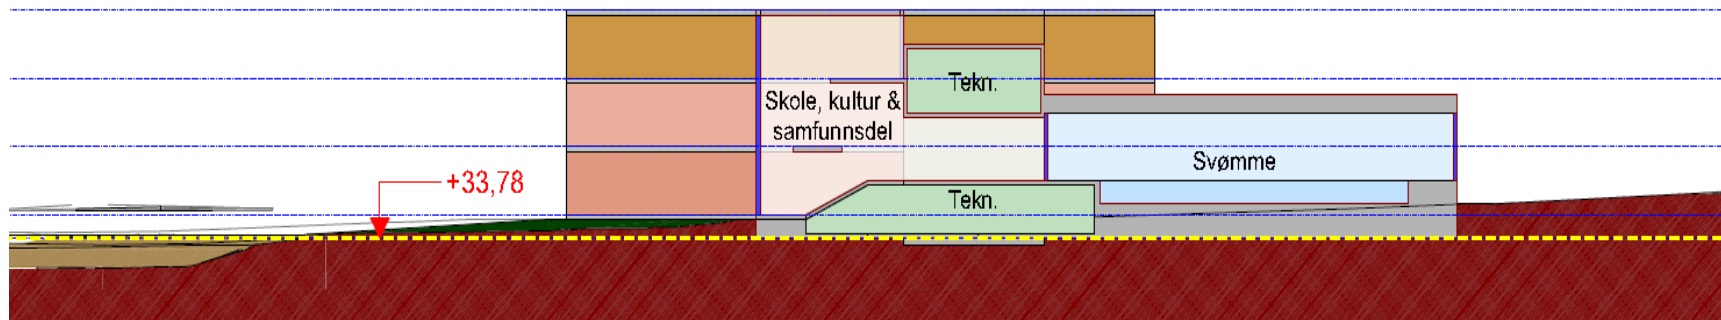 Tekn.
Skole, kultur &
samfunnsdel
Svømme
+33,78
Tekn.